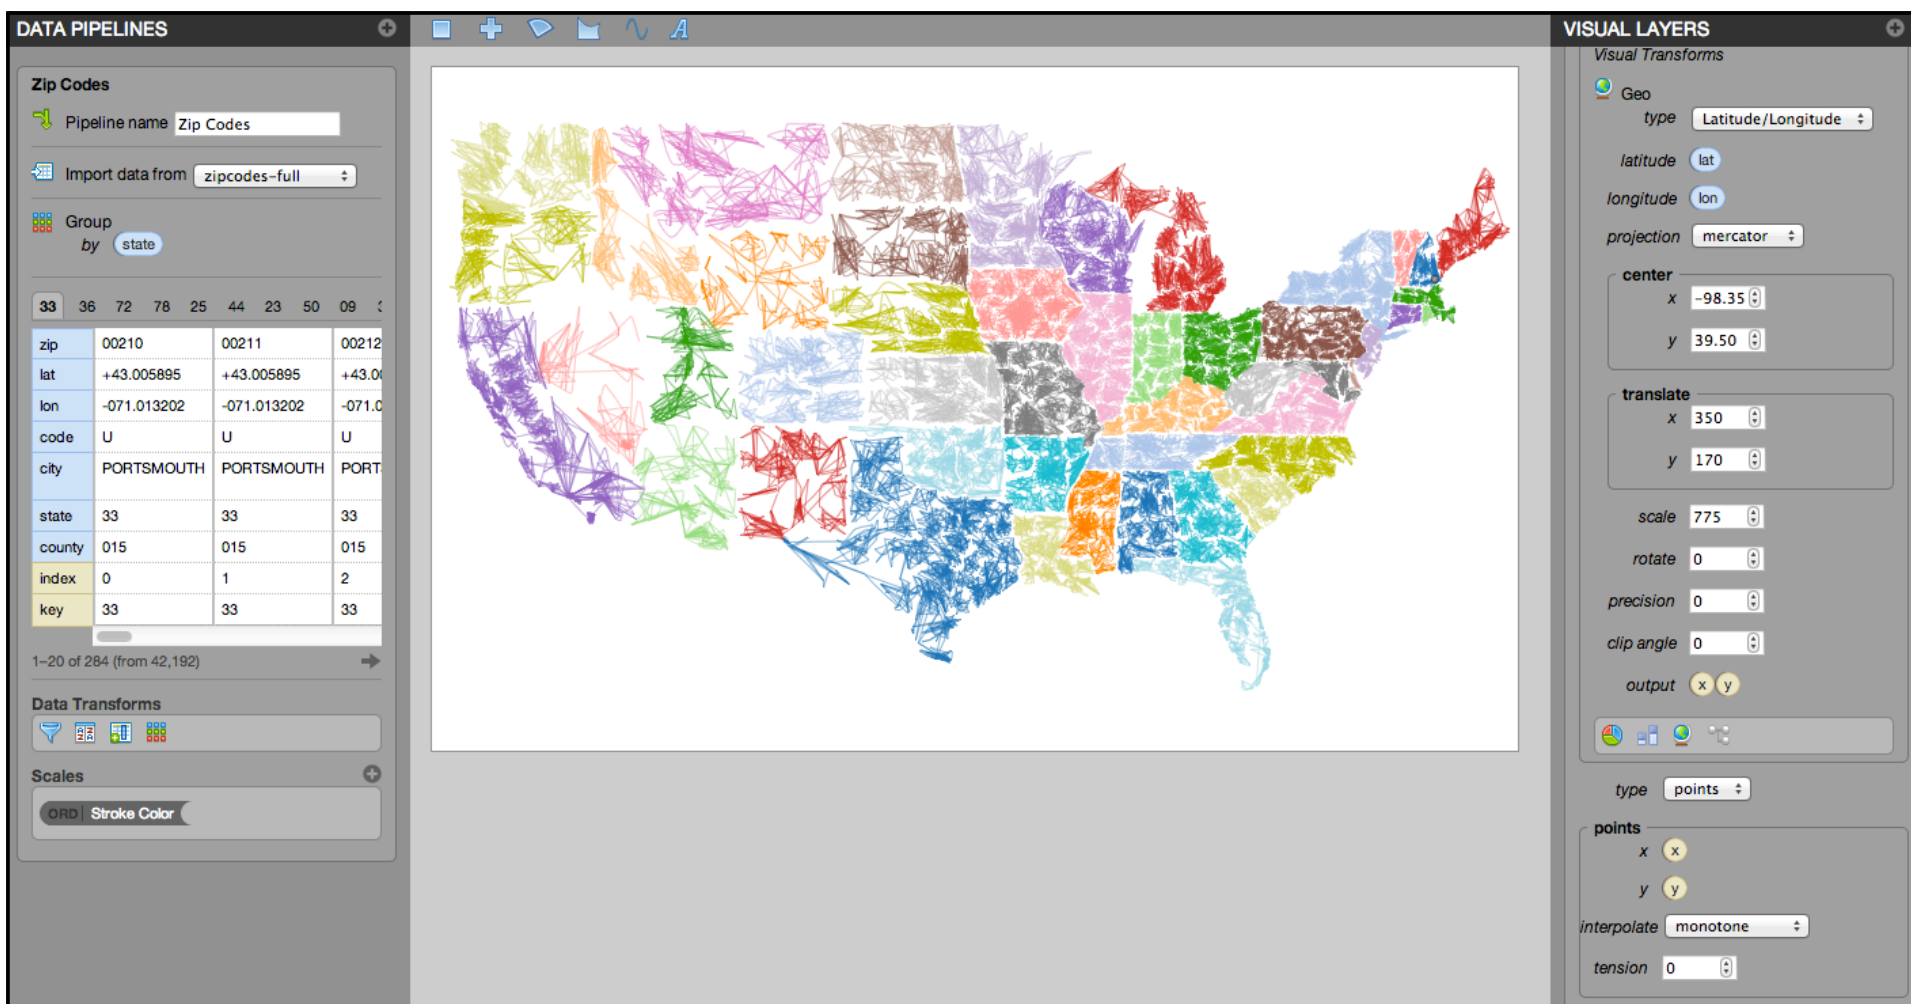 DATA PIPELINES
Zip Codes
Pipeline name Zip Codes
Import data from zipcodes-full
Group
by state
33 36 72 78 25 44 23 50 09
zip 00210 00211 00212
lat +43.005895 +43.005895 +43.00
lon -071.013202 -071.013202 -071.0
code U U U
city PORTSMOUTH PORTSMOUTH PORT
state 33 33 33
county 015 015 015
index 0 1 2
key 33 33 33
1–20 of 284 (from 42,192)
Data Transforms
Scales
ORD Stroke Color
A
VISUAL LAYERS
Visual Transforms
Geo
type Latitude/Longitude
latitude lat
longitude lon
projection mercator
center
x -98.35
y 39.50
translate
x 350
y 170
scale 775
rotate 0
precision 0
clip angle 0
output x y
type points
points
x x
y y
interpolate monotone
tension 0